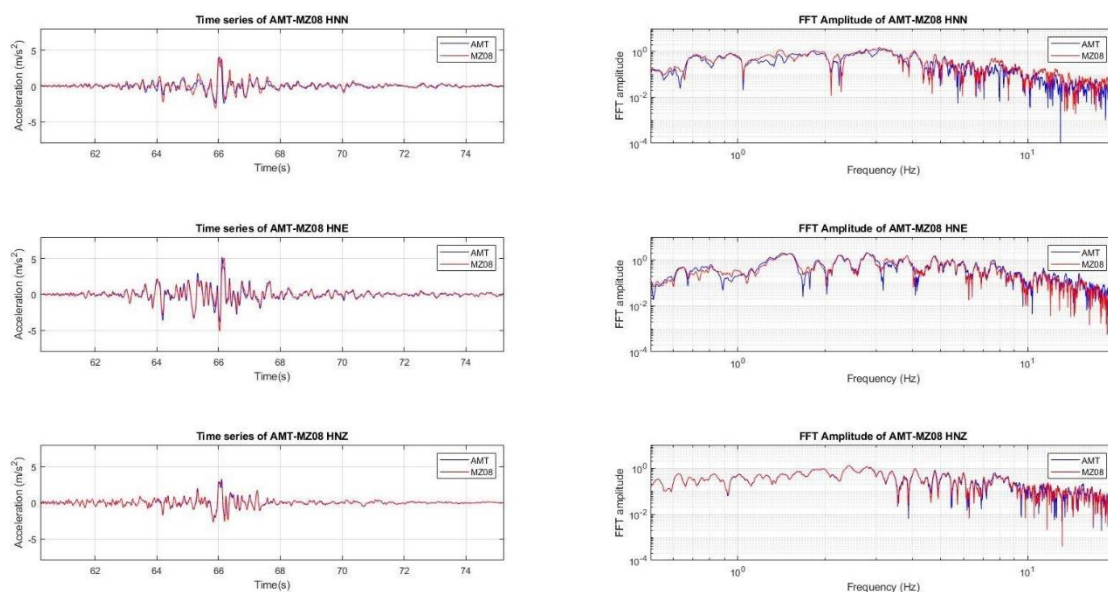 Time series of AMT-MZ08 HNN
Acceleration (m/s²)
5
0
-5
AMT
MZ08
62 64 66 68 70 72 74
Time(s)
FFT Amplitude of AMT-MZ08 HNN
FFT amplitude
10⁰
10⁻²
10⁻⁴
AMT
MZ08
10⁰ 10¹
Frequency (Hz)
Time series of AMT-MZ08 HNE
Acceleration (m/s²)
5
0
-5
AMT
MZ08
62 64 66 68 70 72 74
Time(s)
FFT Amplitude of AMT-MZ08 HNE
FFT amplitude
10⁰
10⁻²
10⁻⁴
AMT
MZ08
10⁰ 10¹
Frequency (Hz)
Time series of AMT-MZ08 HNZ
Acceleration (m/s²)
5
0
-5
AMT
MZ08
62 64 66 68 70 72 74
Time(s)
FFT Amplitude of AMT-MZ08 HNZ
FFT amplitude
10⁰
10⁻²
10⁻⁴
AMT
MZ08
10⁰ 10¹
Frequency (Hz)